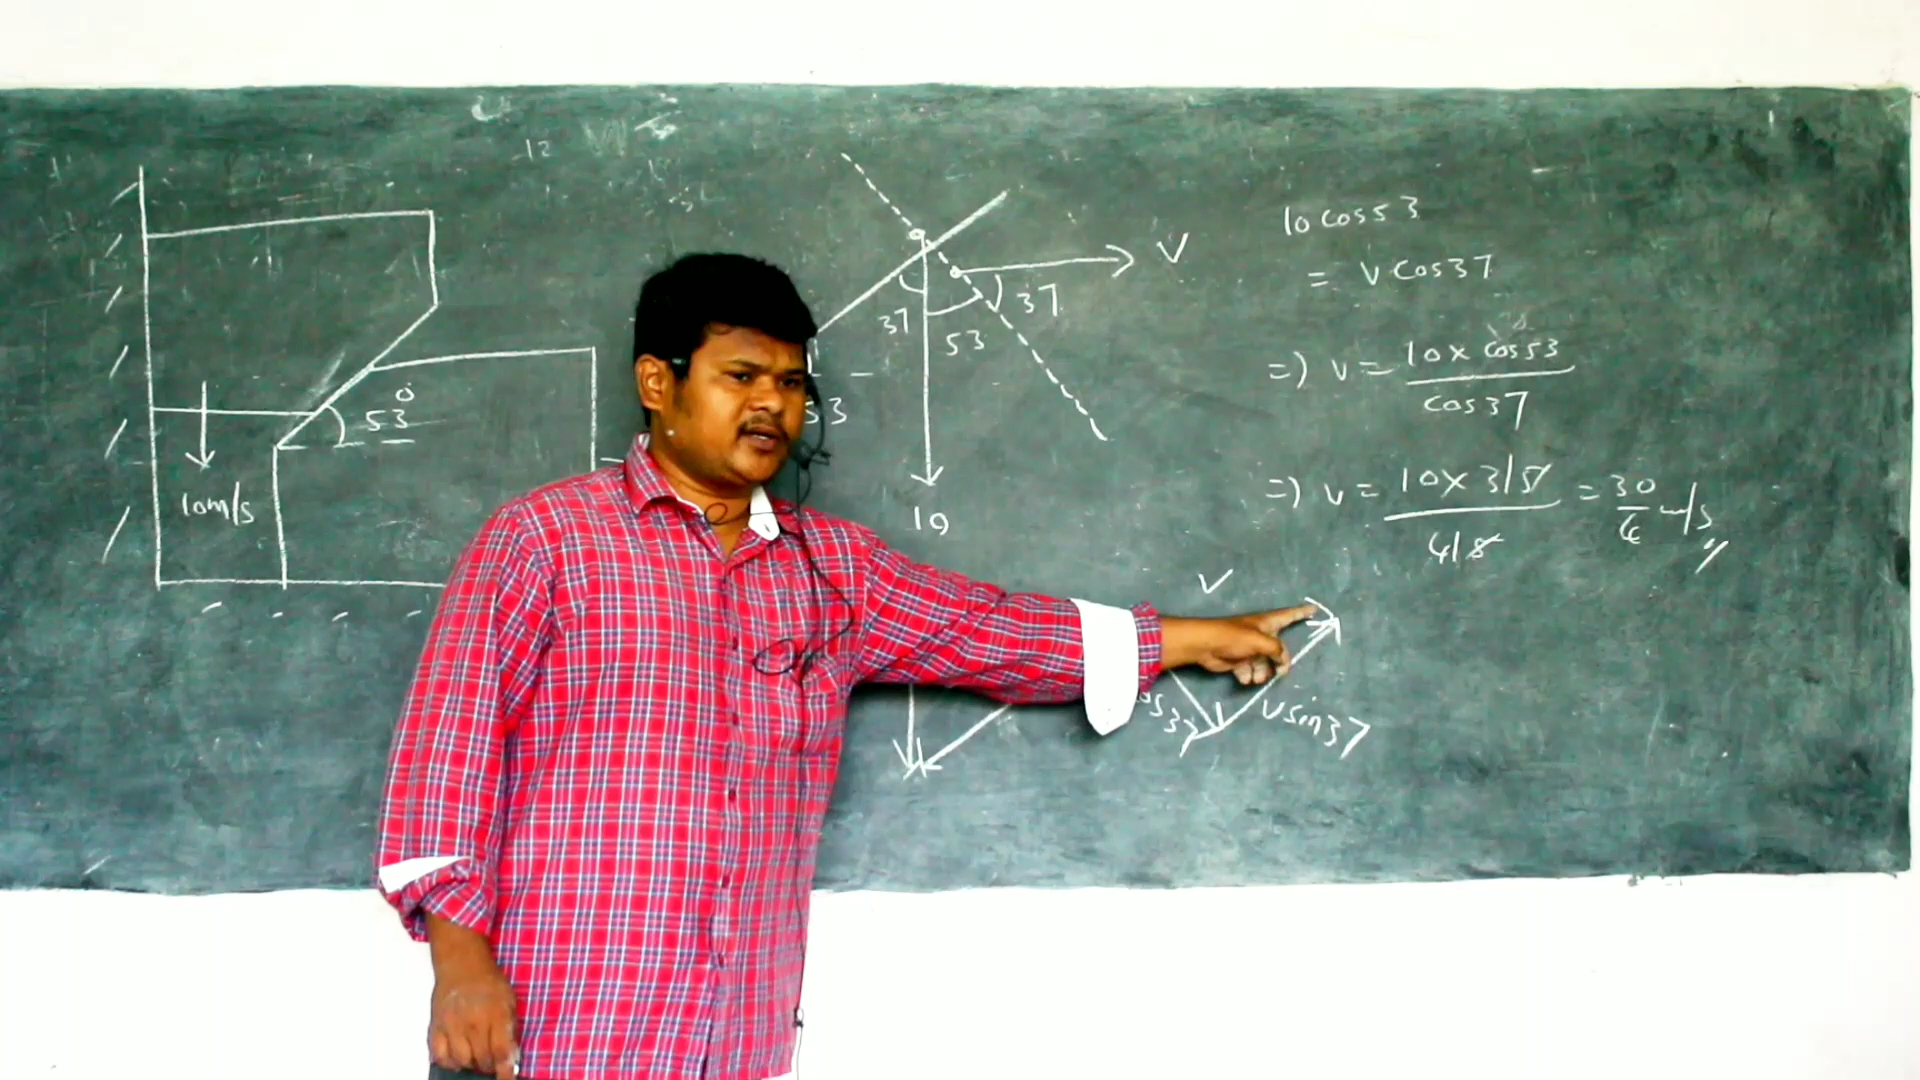 12
53°
10m/s
V
37
53
37
53
10
10 cos 53
= V cos 37
=) V = 10 x cos 53 / cos 37
=) V = 10 x 3/5 / 4/5 = 30/4 m/s
V
V sin 37